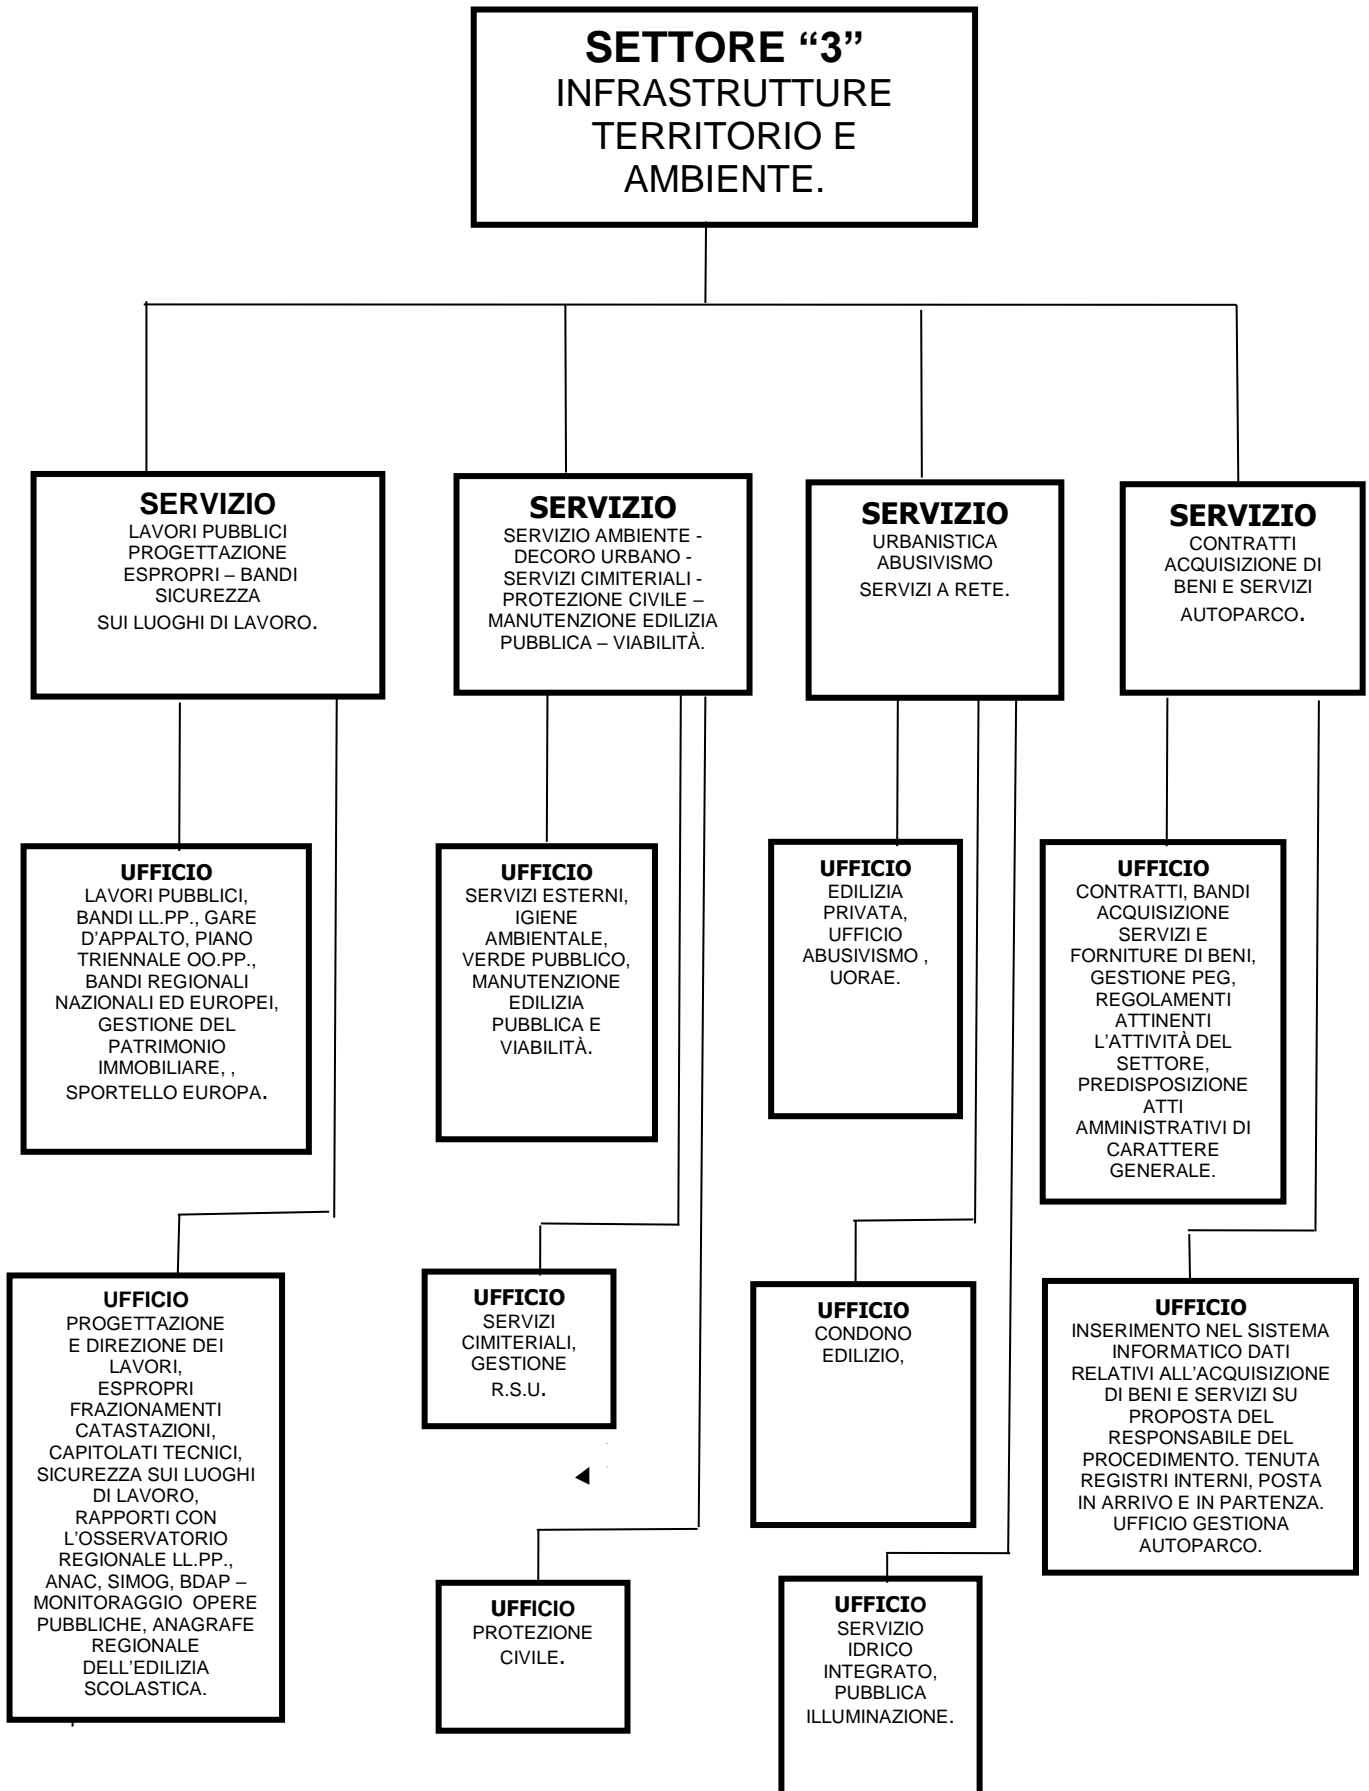 SETTORE “3”
INFRASTRUTTURE
TERRITORIO E
AMBIENTE.
SERVIZIO
LAVORI PUBBLICI
PROGETTAZIONE
ESPROPRI – BANDI
SICUREZZA
SUI LUOGHI DI LAVORO.
SERVIZIO
SERVIZIO AMBIENTE -
DECORO URBANO -
SERVIZI CIMITERIALI -
PROTEZIONE CIVILE –
MANUTENZIONE EDILIZIA
PUBBLICA – VIABILITÀ.
SERVIZIO
URBANISTICA
ABUSIVISMO
SERVIZI A RETE.
SERVIZIO
CONTRATTI
ACQUISIZIONE DI
BENI E SERVIZI
AUTOPARCO.
UFFICIO
LAVORI PUBBLICI,
BANDI LL.PP., GARE
D’APPALTO, PIANO
TRIENNALE OO.PP.,
BANDI REGIONALI
NAZIONALI ED EUROPEI,
GESTIONE DEL
PATRIMONIO
IMMOBILIARE, ,
SPORTELLO EUROPA.
UFFICIO
SERVIZI ESTERNI,
IGIENE
AMBIENTALE,
VERDE PUBBLICO,
MANUTENZIONE
EDILIZIA
PUBBLICA E
VIABILITÀ.
UFFICIO
EDILIZIA
PRIVATA,
UFFICIO
ABUSIVISMO ,
UORAE.
UFFICIO
CONTRATTI, BANDI
ACQUISIZIONE
SERVIZI E
FORNITURE DI BENI,
GESTIONE PEG,
REGOLAMENTI
ATTINENTI
L’ATTIVITÀ DEL
SETTORE,
PREDISPOSIZIONE
ATTI
AMMINISTRATIVI DI
CARATTERE
GENERALE.
UFFICIO
PROGETTAZIONE
E DIREZIONE DEI
LAVORI,
ESPROPRI
FRAZIONAMENTI
CATASTAZIONI,
CAPITOLATI TECNICI,
SICUREZZA SUI LUOGHI
DI LAVORO,
RAPPORTI CON
L’OSSERVATORIO
REGIONALE LL.PP.,
ANAC, SIMOG, BDAP –
MONITORAGGIO OPERE
PUBBLICHE, ANAGRAFE
REGIONALE
DELL’EDILIZIA
SCOLASTICA.
UFFICIO
SERVIZI
CIMITERIALI,
GESTIONE
R.S.U.
UFFICIO
CONDONO
EDILIZIO,
UFFICIO
INSERIMENTO NEL SISTEMA
INFORMATICO DATI
RELATIVI ALL’ACQUISIZIONE
DI BENI E SERVIZI SU
PROPOSTA DEL
RESPONSABILE DEL
PROCEDIMENTO. TENUTA
REGISTRI INTERNI, POSTA
IN ARRIVO E IN PARTENZA.
UFFICIO GESTIONA
AUTOPARCO.
UFFICIO
PROTEZIONE
CIVILE.
UFFICIO
SERVIZIO
IDRICO
INTEGRATO,
PUBBLICA
ILLUMINAZIONE.